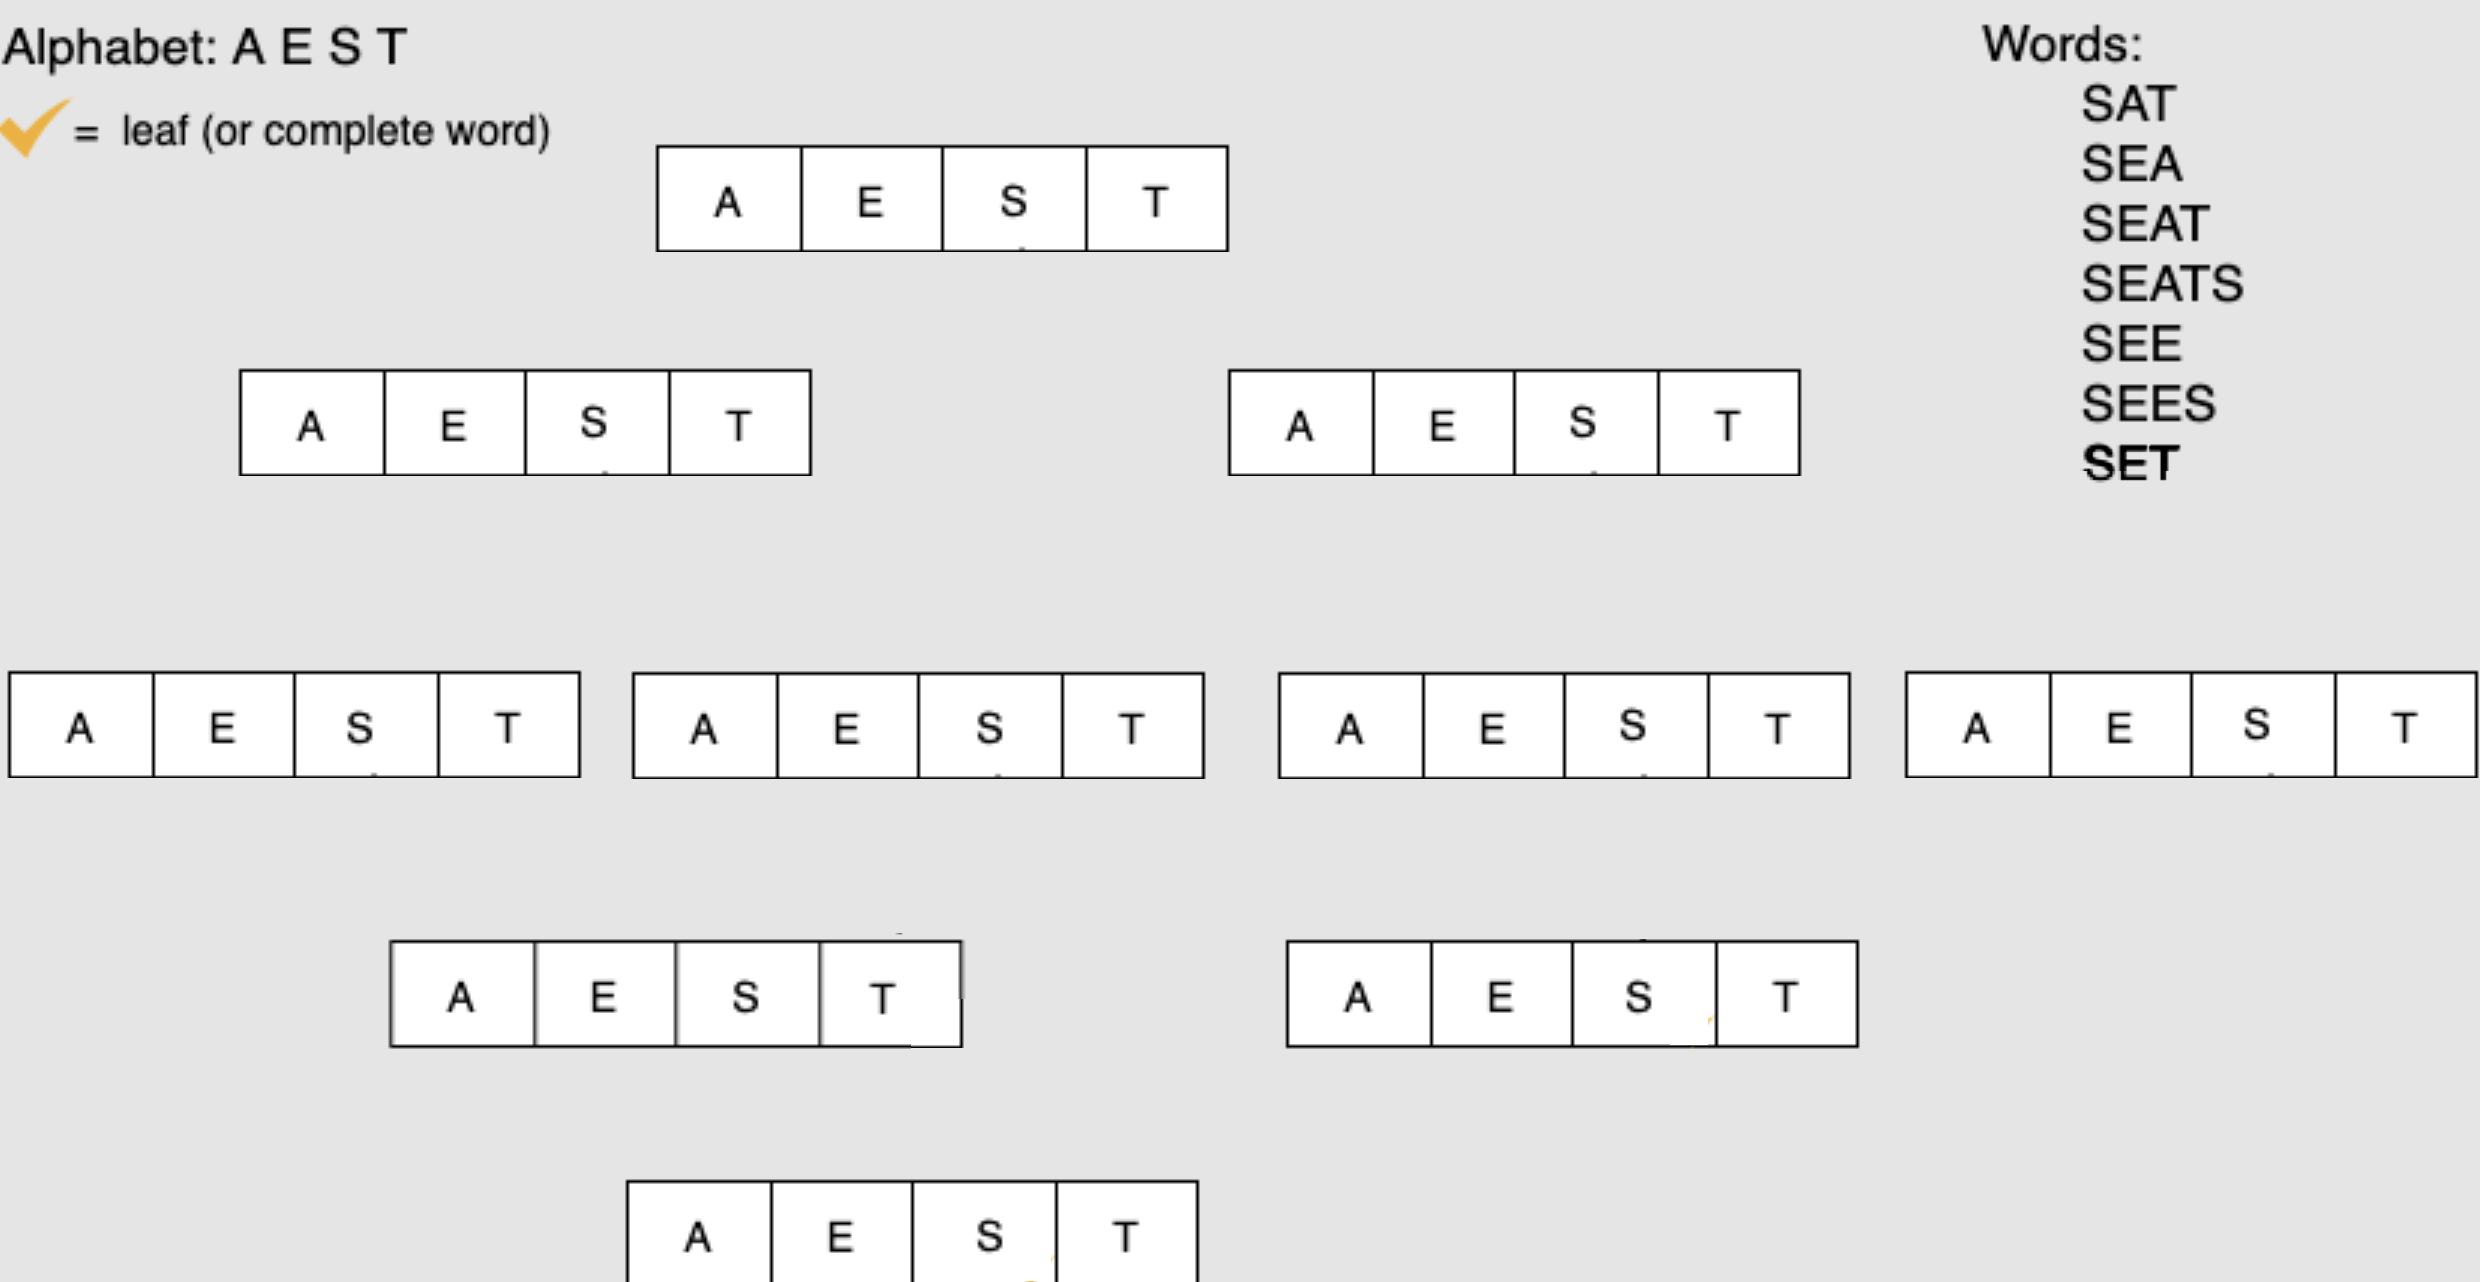 Alphabet: A E S T
= leaf (or complete word)
Words:
SAT
SEA
SEAT
SEATS
SEE
SEES
SET
A E S T
A E S T
A E S T
A E S T
A E S T
A E S T
A E S T
A E S T
A E S T
A E S T